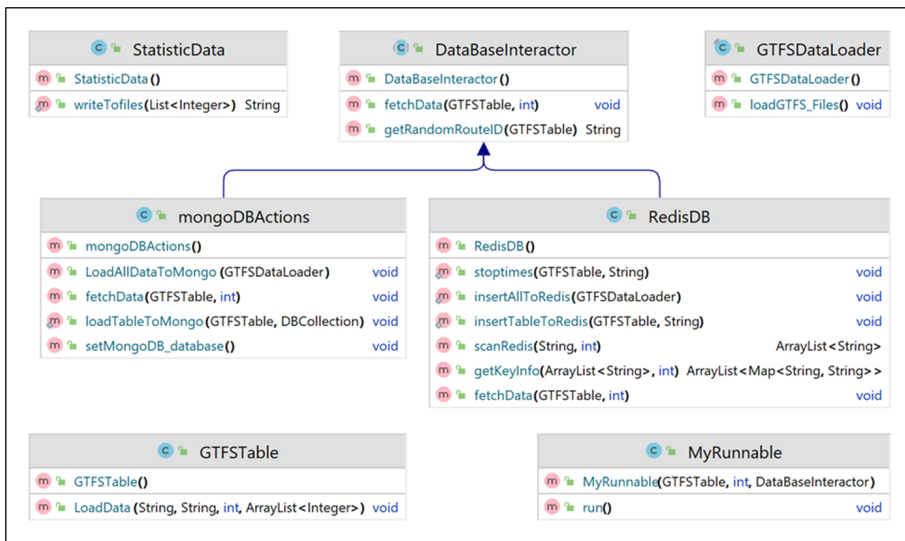 StatisticData
StatisticData()
writeTofiles(List<Integer>) String
DataBaseInteractor
DataBaseInteractor()
fetchData(GTFSTable, int) void
getRandomRouteID(GTFSTable) String
GTFSDataLoader
GTFSDataLoader()
loadGTFS_Files() void
mongoDBActions
mongoDBActions()
LoadAllDataToMongo (GTFSDataLoader) void
fetchData(GTFSTable, int) void
loadTableToMongo(GTFSTable, DBCollection) void
setMongoDB_database() void
RedisDB
RedisDB()
stoptimes(GTFSTable, String) void
insertAllToRedis(GTFSDataLoader) void
insertTableToRedis(GTFSTable, String) void
scanRedis(String, int) ArrayList<String>
getKeyInfo(ArrayList<String>, int) ArrayList<Map<String, String>>
fetchData(GTFSTable, int) void
GTFSTable
GTFSTable()
LoadData (String, String, int, ArrayList<Integer>) void
MyRunnable
MyRunnable(GTFSTable, int, DataBaseInteractor)
run() void